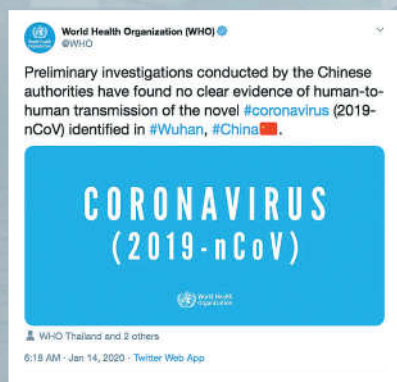 World Health Organization (WHO)
@WHO
Preliminary investigations conducted by the Chinese
authorities have found no clear evidence of human-to-
human transmission of the novel #coronavirus (2019-
nCoV) identified in #Wuhan, #China🇨🇳.
CORONAVIRUS
(2019-nCoV)
World Health
Organization
WHO Thailand and 2 others
6:18 AM · Jan 14, 2020 · Twitter Web App